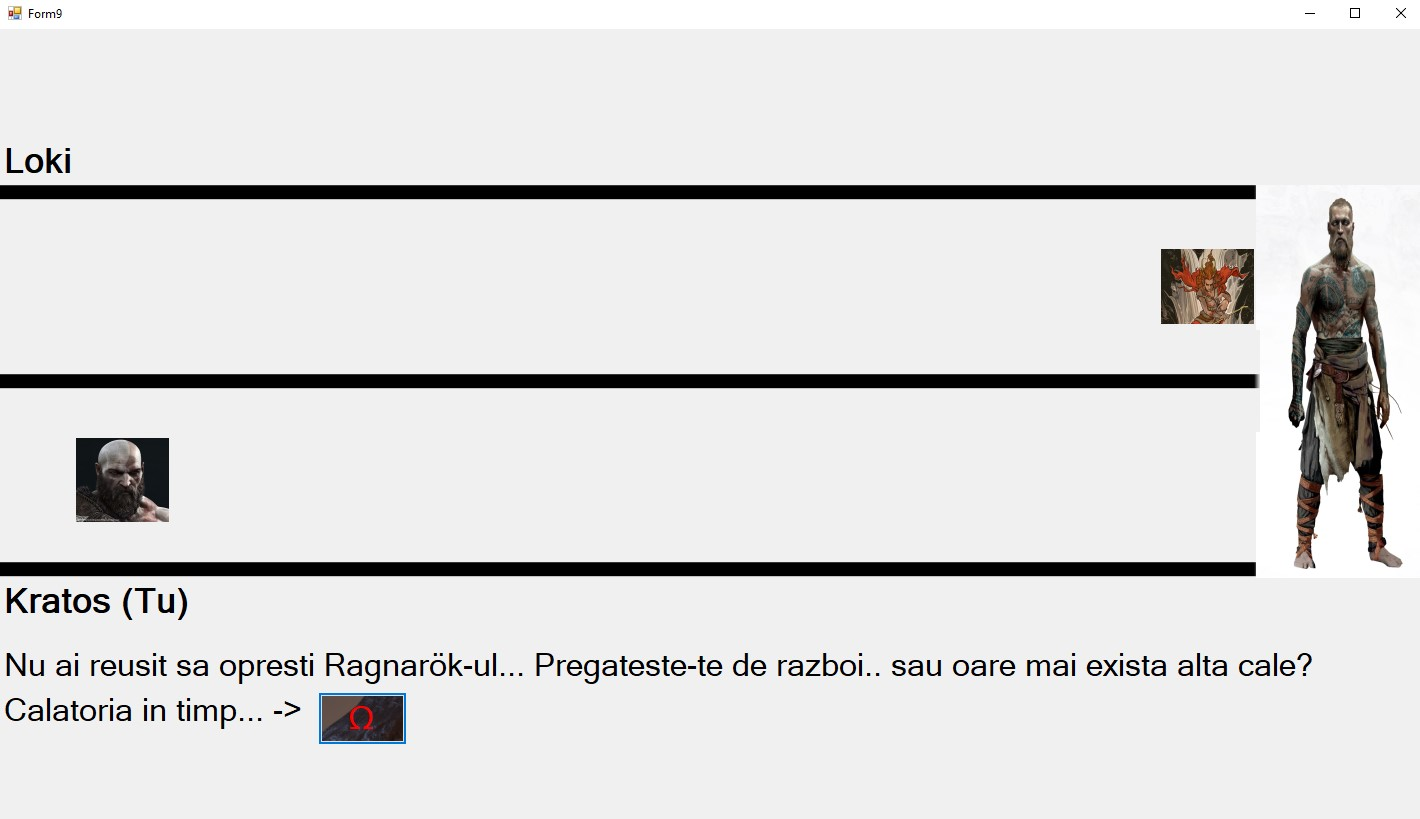 Form9
Loki
Kratos (Tu)
Nu ai reusit sa opresti Ragnarök-ul... Pregateste-te de razboi.. sau oare mai exista alta cale?
Calatoria in timp... -> Ω